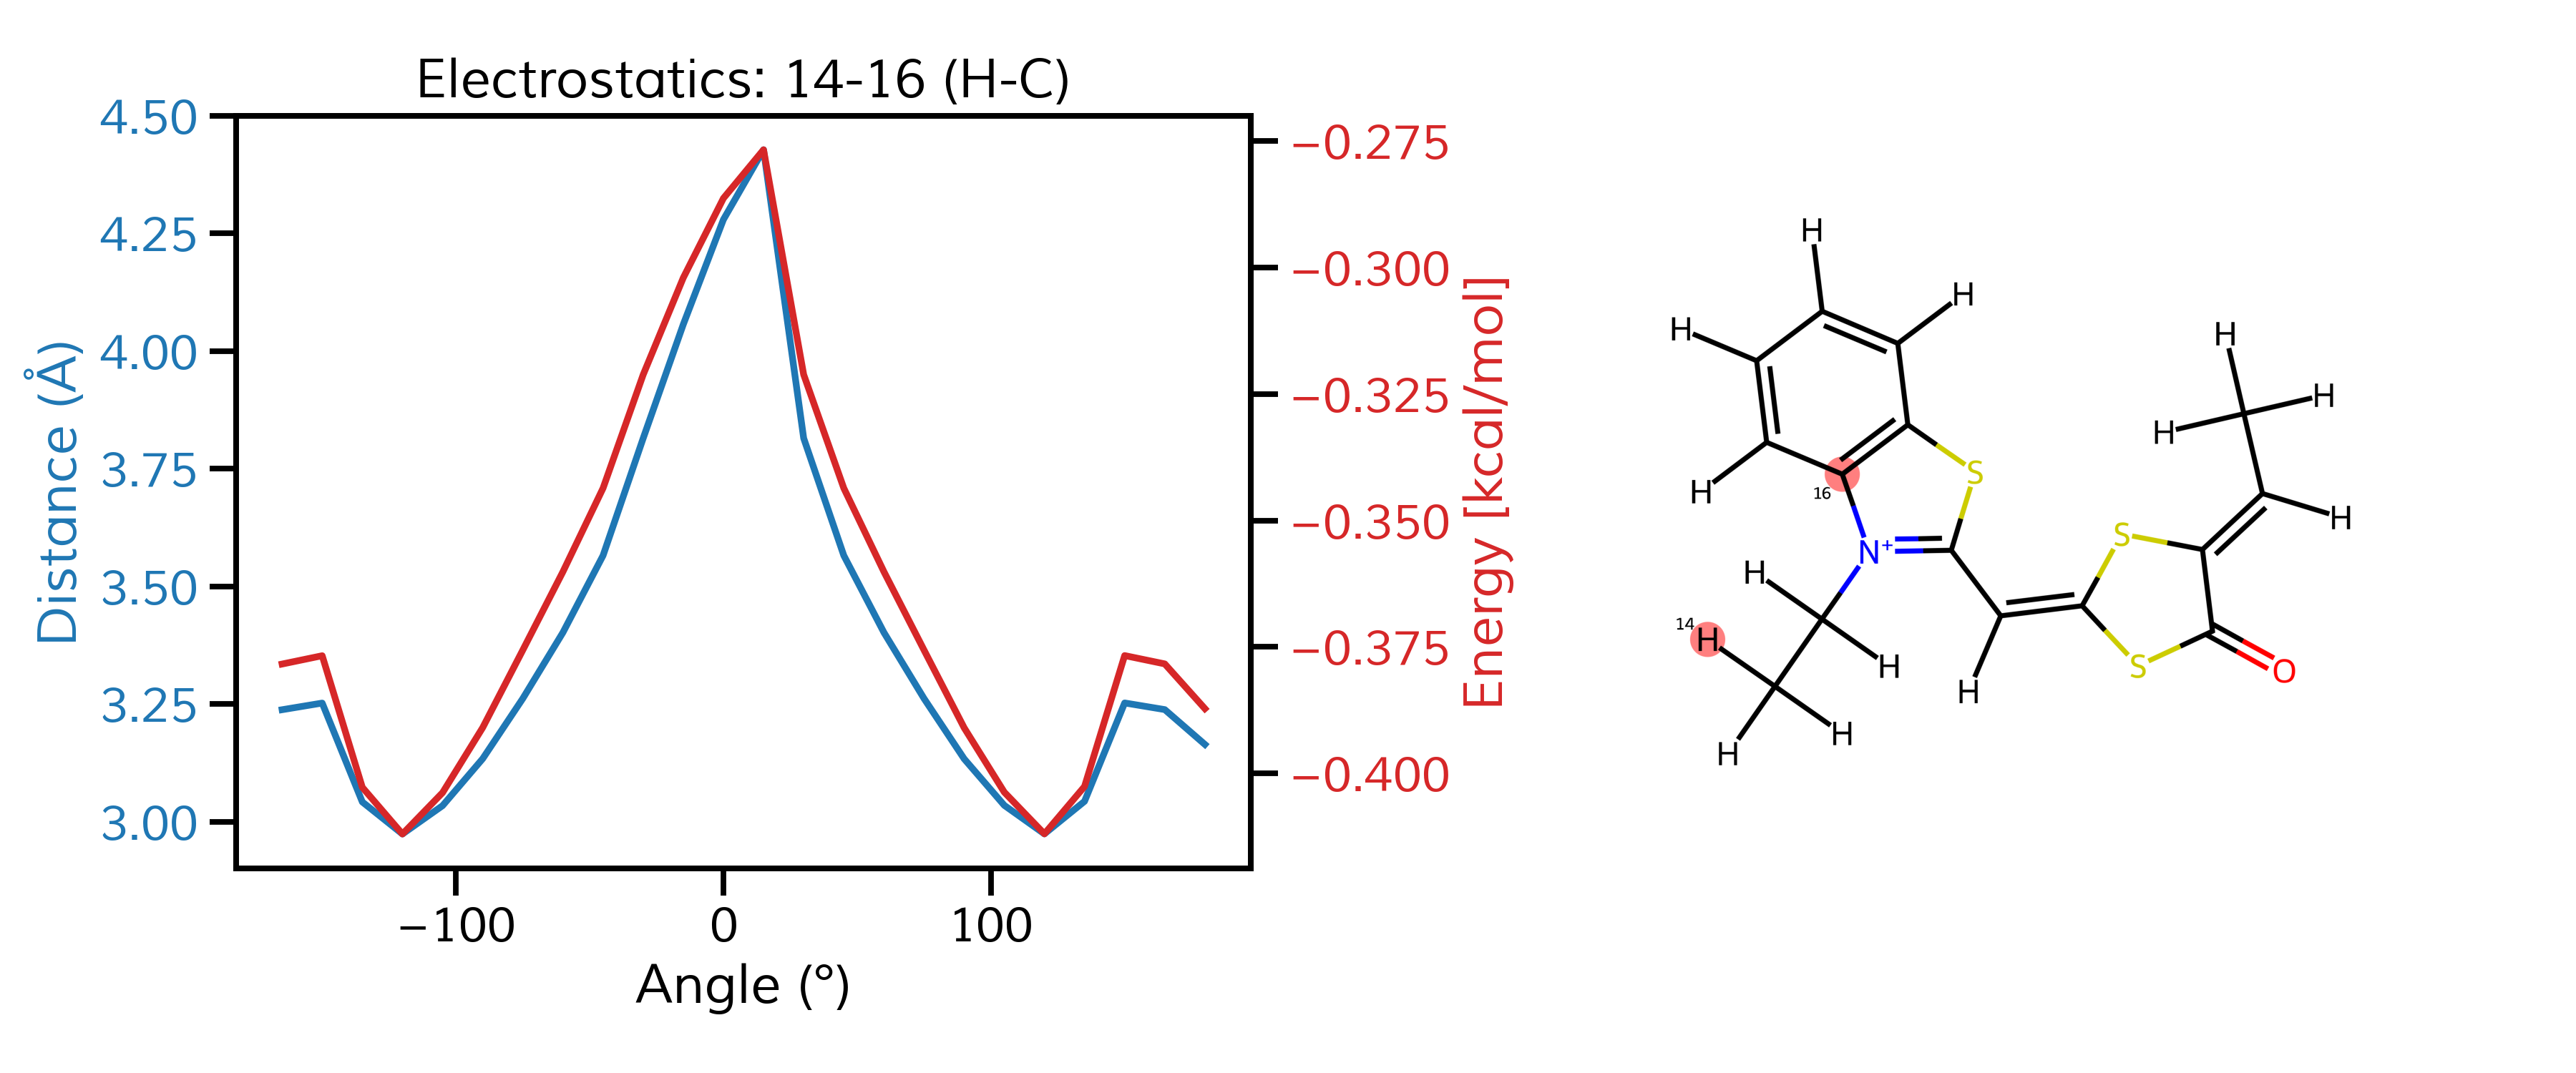 Electrostatics: 14-16 (H-C)
4.50
4.25
4.00
3.75
3.50
3.25
3.00
Distance (Å)
−0.275
−0.300
−0.325
−0.350
−0.375
−0.400
Energy [kcal/mol]
−100 0 100
Angle (°)
H
H
H
H
H
H
H
S
H
16
S
H
N+
H
14
H
H
S
O
H
H
H